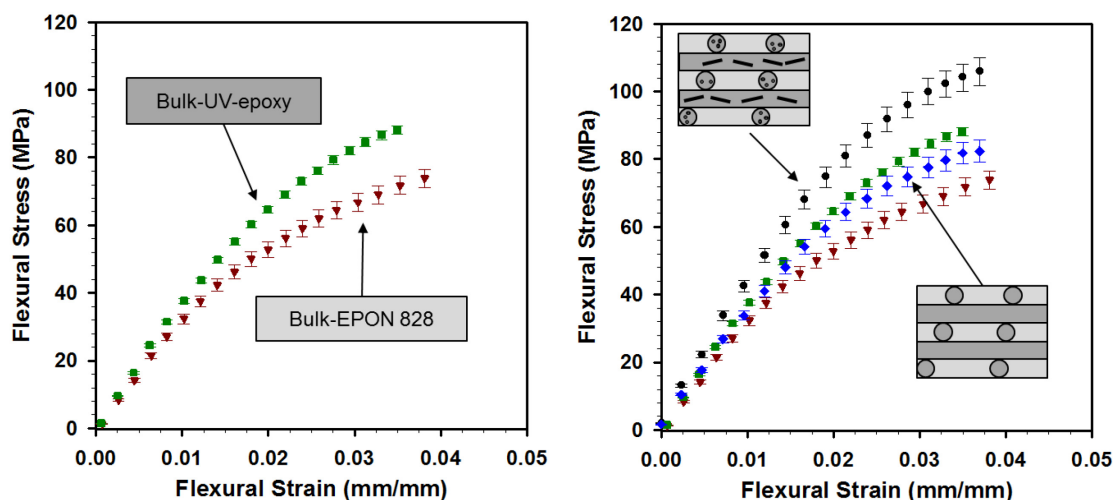 120
100
80
60
40
20
0
Flexural Stress (MPa)
Bulk-UV-epoxy
Bulk-EPON 828
0.00 0.01 0.02 0.03 0.04 0.05
Flexural Strain (mm/mm)
120
100
80
60
40
20
0
Flexural Stress (MPa)
0.00 0.01 0.02 0.03 0.04 0.05
Flexural Strain (mm/mm)